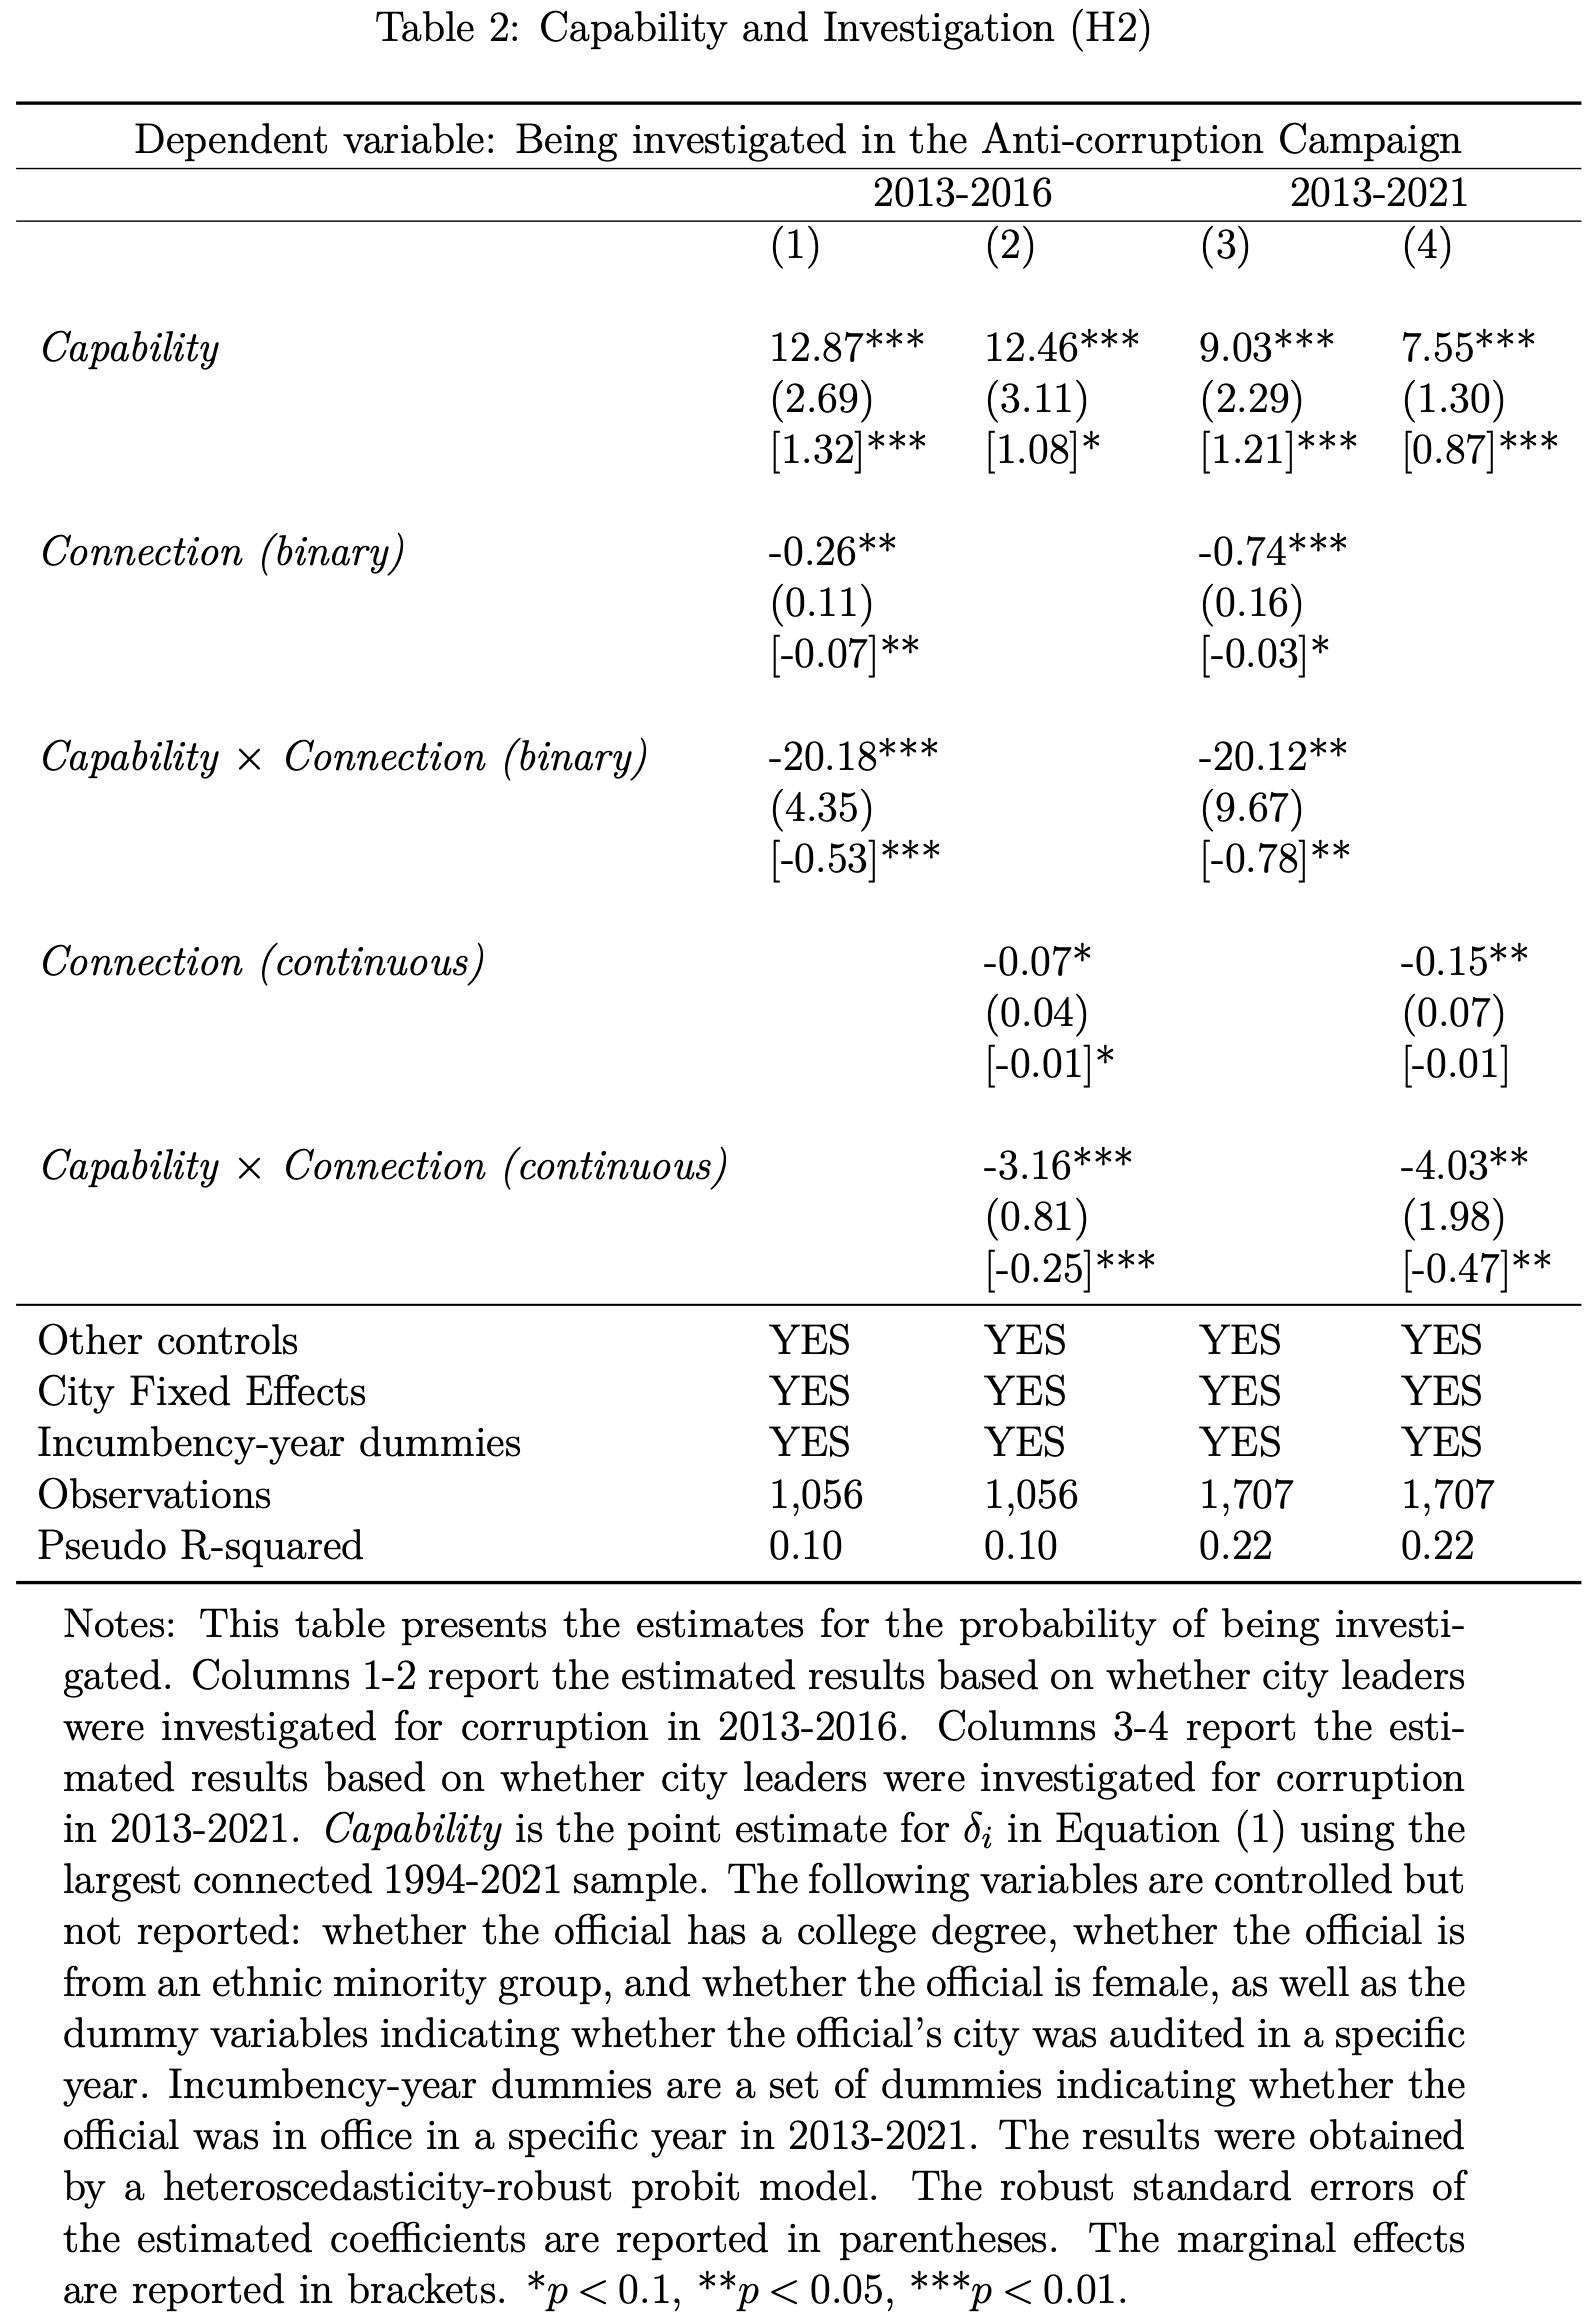 Table 2: Capability and Investigation (H2)
Dependent variable: Being investigated in the Anti-corruption Campaign
2013-2016 2013-2021
(1) (2) (3) (4)
Capability 12.87*** 12.46*** 9.03*** 7.55***
(2.69) (3.11) (2.29) (1.30)
[1.32]*** [1.08]* [1.21]*** [0.87]***
Connection (binary) -0.26** -0.74***
(0.11) (0.16)
[-0.07]** [-0.03]*
Capability × Connection (binary) -20.18*** -20.12**
(4.35) (9.67)
[-0.53]*** [-0.78]**
Connection (continuous) -0.07* -0.15**
(0.04) (0.07)
[-0.01]* [-0.01]
Capability × Connection (continuous) -3.16*** -4.03**
(0.81) (1.98)
[-0.25]*** [-0.47]**
Other controls YES YES YES YES
City Fixed Effects YES YES YES YES
Incumbency-year dummies YES YES YES YES
Observations 1,056 1,056 1,707 1,707
Pseudo R-squared 0.10 0.10 0.22 0.22
Notes: This table presents the estimates for the probability of being investi-
gated. Columns 1-2 report the estimated results based on whether city leaders
were investigated for corruption in 2013-2016. Columns 3-4 report the esti-
mated results based on whether city leaders were investigated for corruption
in 2013-2021. Capability is the point estimate for δi in Equation (1) using the
largest connected 1994-2021 sample. The following variables are controlled but
not reported: whether the official has a college degree, whether the official is
from an ethnic minority group, and whether the official is female, as well as the
dummy variables indicating whether the official's city was audited in a specific
year. Incumbency-year dummies are a set of dummies indicating whether the
official was in office in a specific year in 2013-2021. The results were obtained
by a heteroscedasticity-robust probit model. The robust standard errors of
the estimated coefficients are reported in parentheses. The marginal effects
are reported in brackets. *p < 0.1, **p < 0.05, ***p < 0.01.